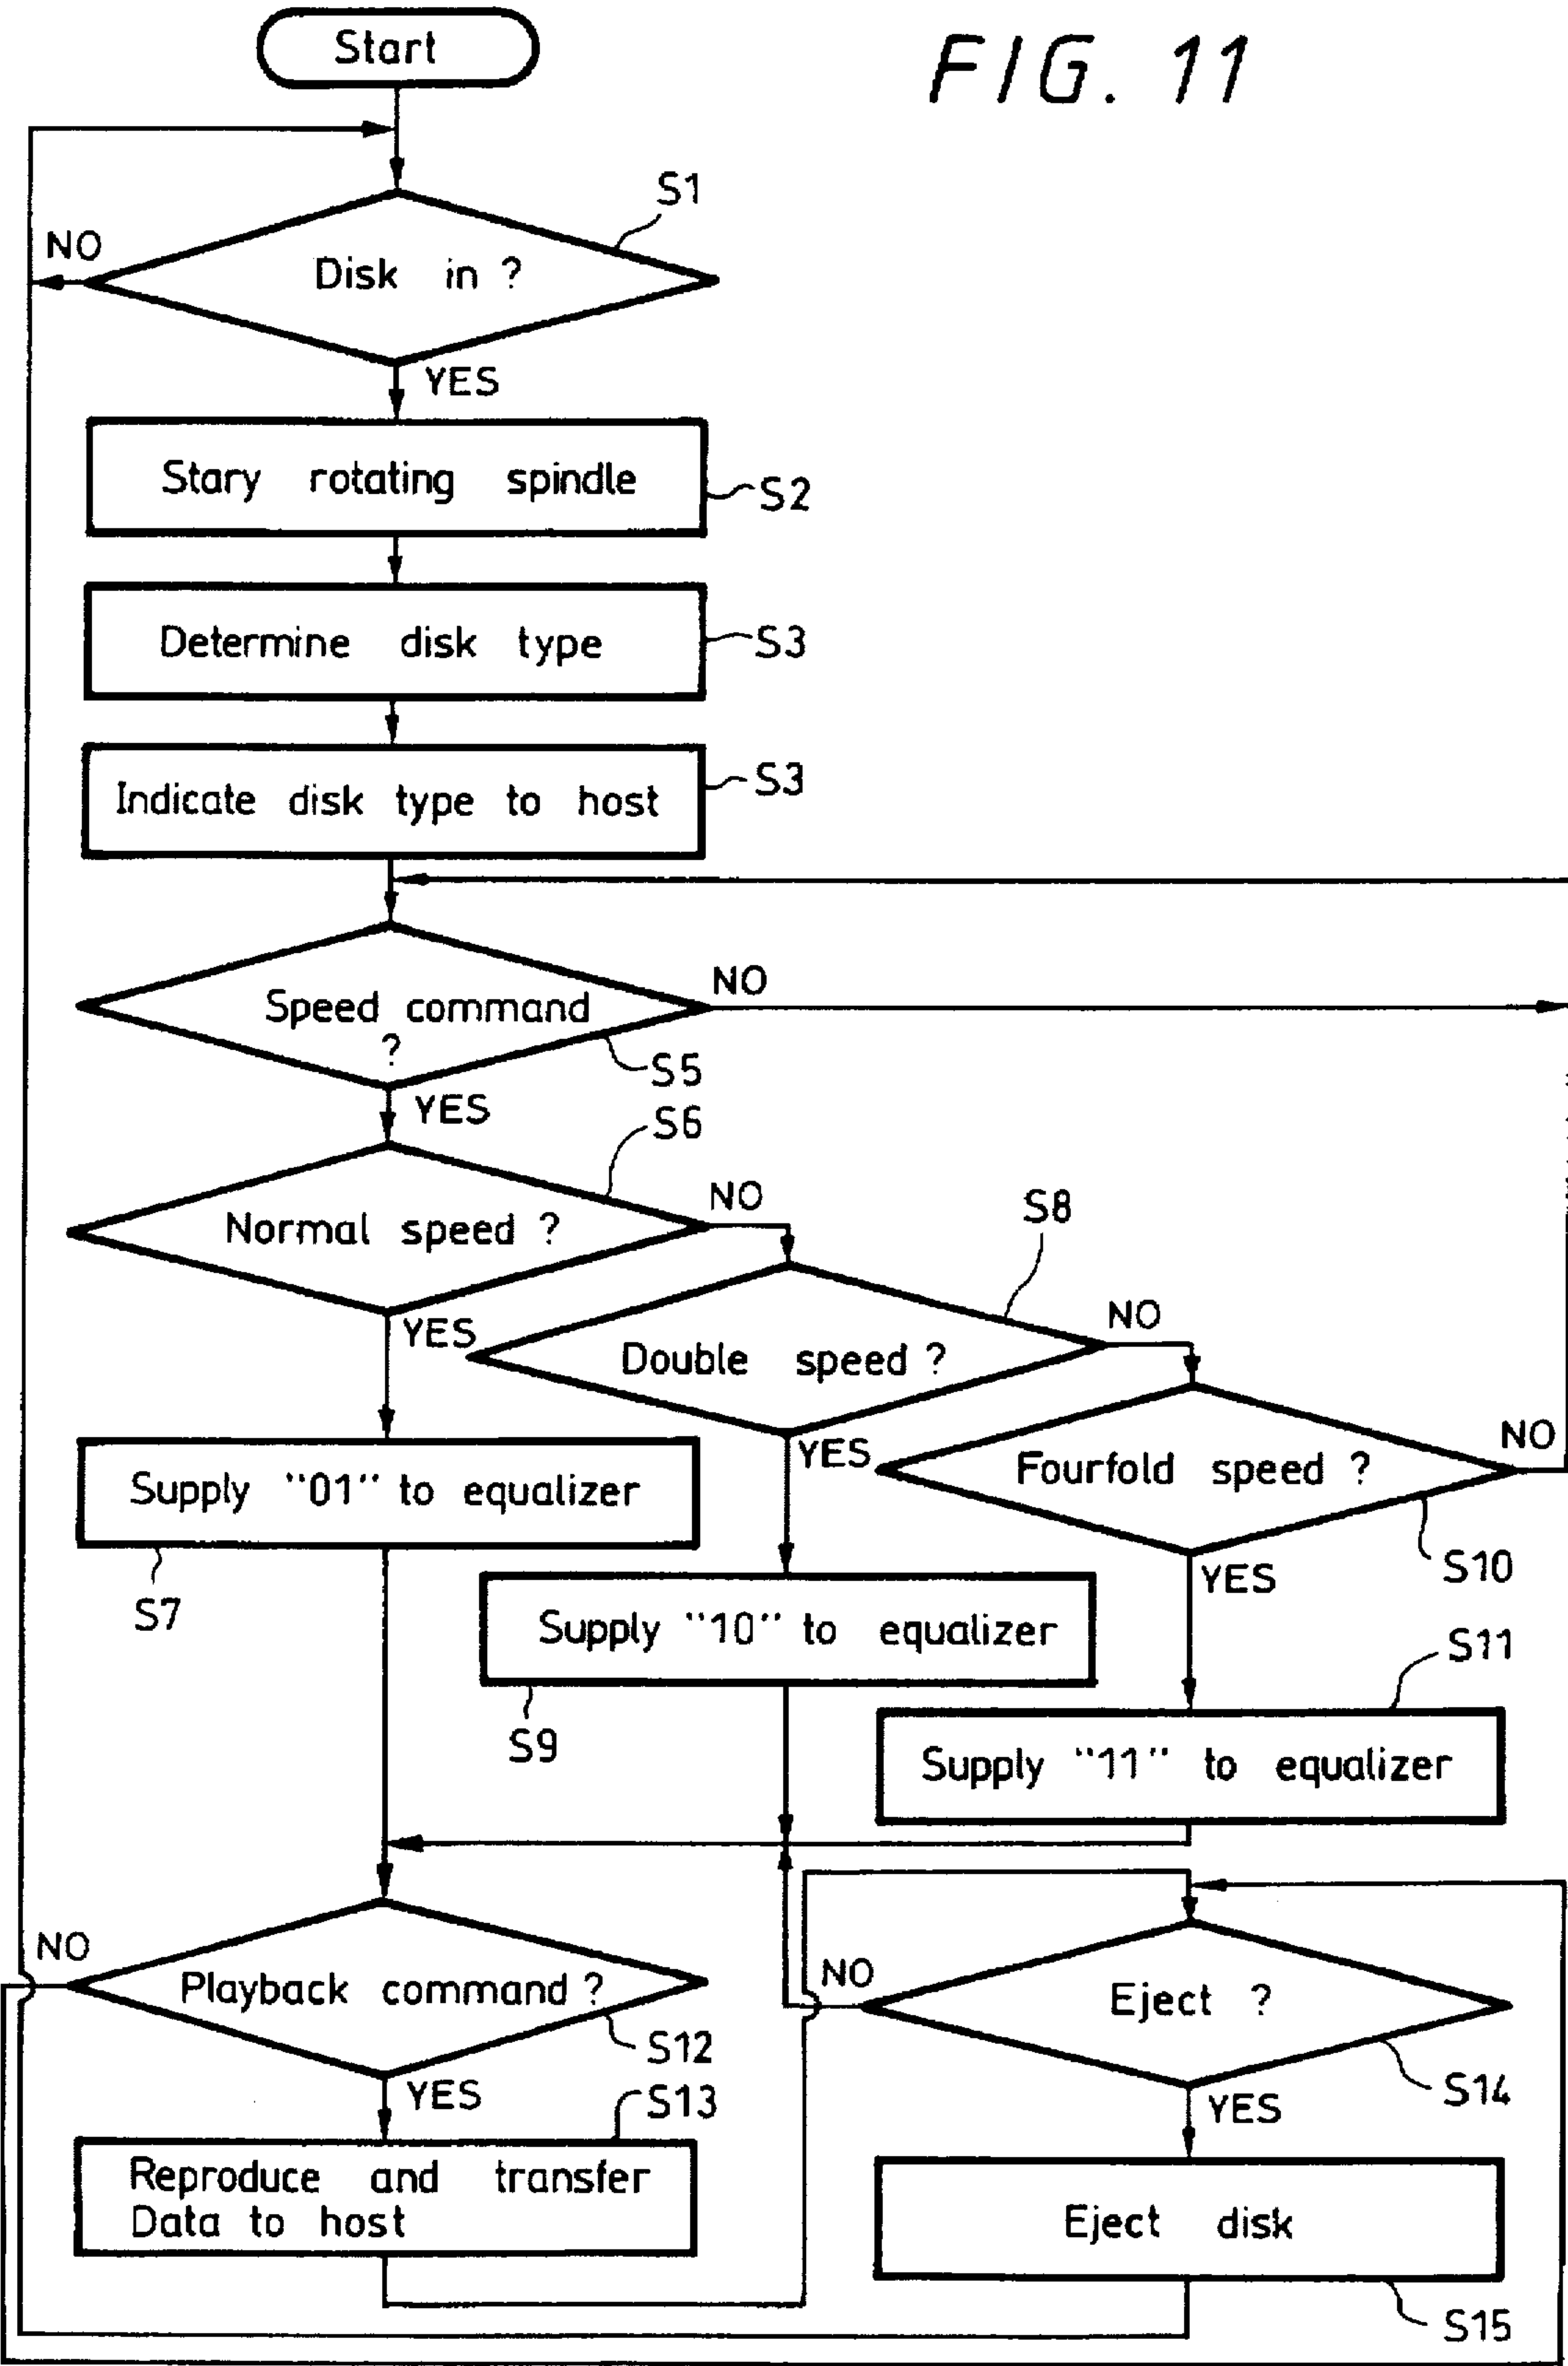 FIG. 11
Start
S1
NO
Disk in ?
YES
Stary rotating spindle
S2
Determine disk type
S3
Indicate disk type to host
S3
Speed command
?
NO
S5
YES
S6
Normal speed ?
NO
S8
YES
Double speed ?
NO
YES
Fourfold speed ?
NO
S10
Supply "01" to equalizer
S7
YES
Supply "10" to equalizer
S9
S11
Supply "11" to equalizer
NO
Playback command ?
S12
YES
S13
Reproduce and transfer
Data to host
NO
Eject ?
S14
YES
Eject disk
S15